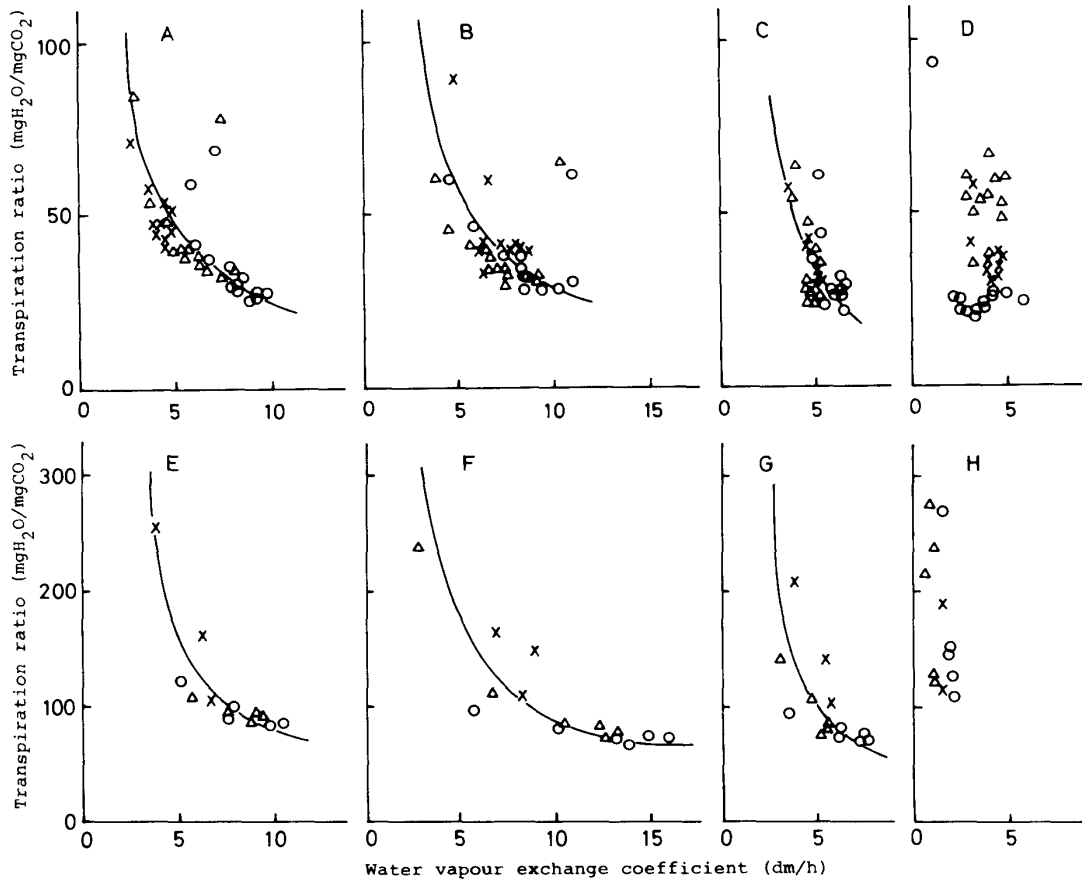 Transpiration ratio (mgH₂O/mgCO₂)
100
50
0
A
B
C
D
0 5 10
0 5 10 15
0 5
0 5
Transpiration ratio (mgH₂O/mgCO₂)
300
200
100
0
E
F
G
H
0 5 10
0 5 10 15
0 5
0 5
Water vapour exchange coefficient (dm/h)